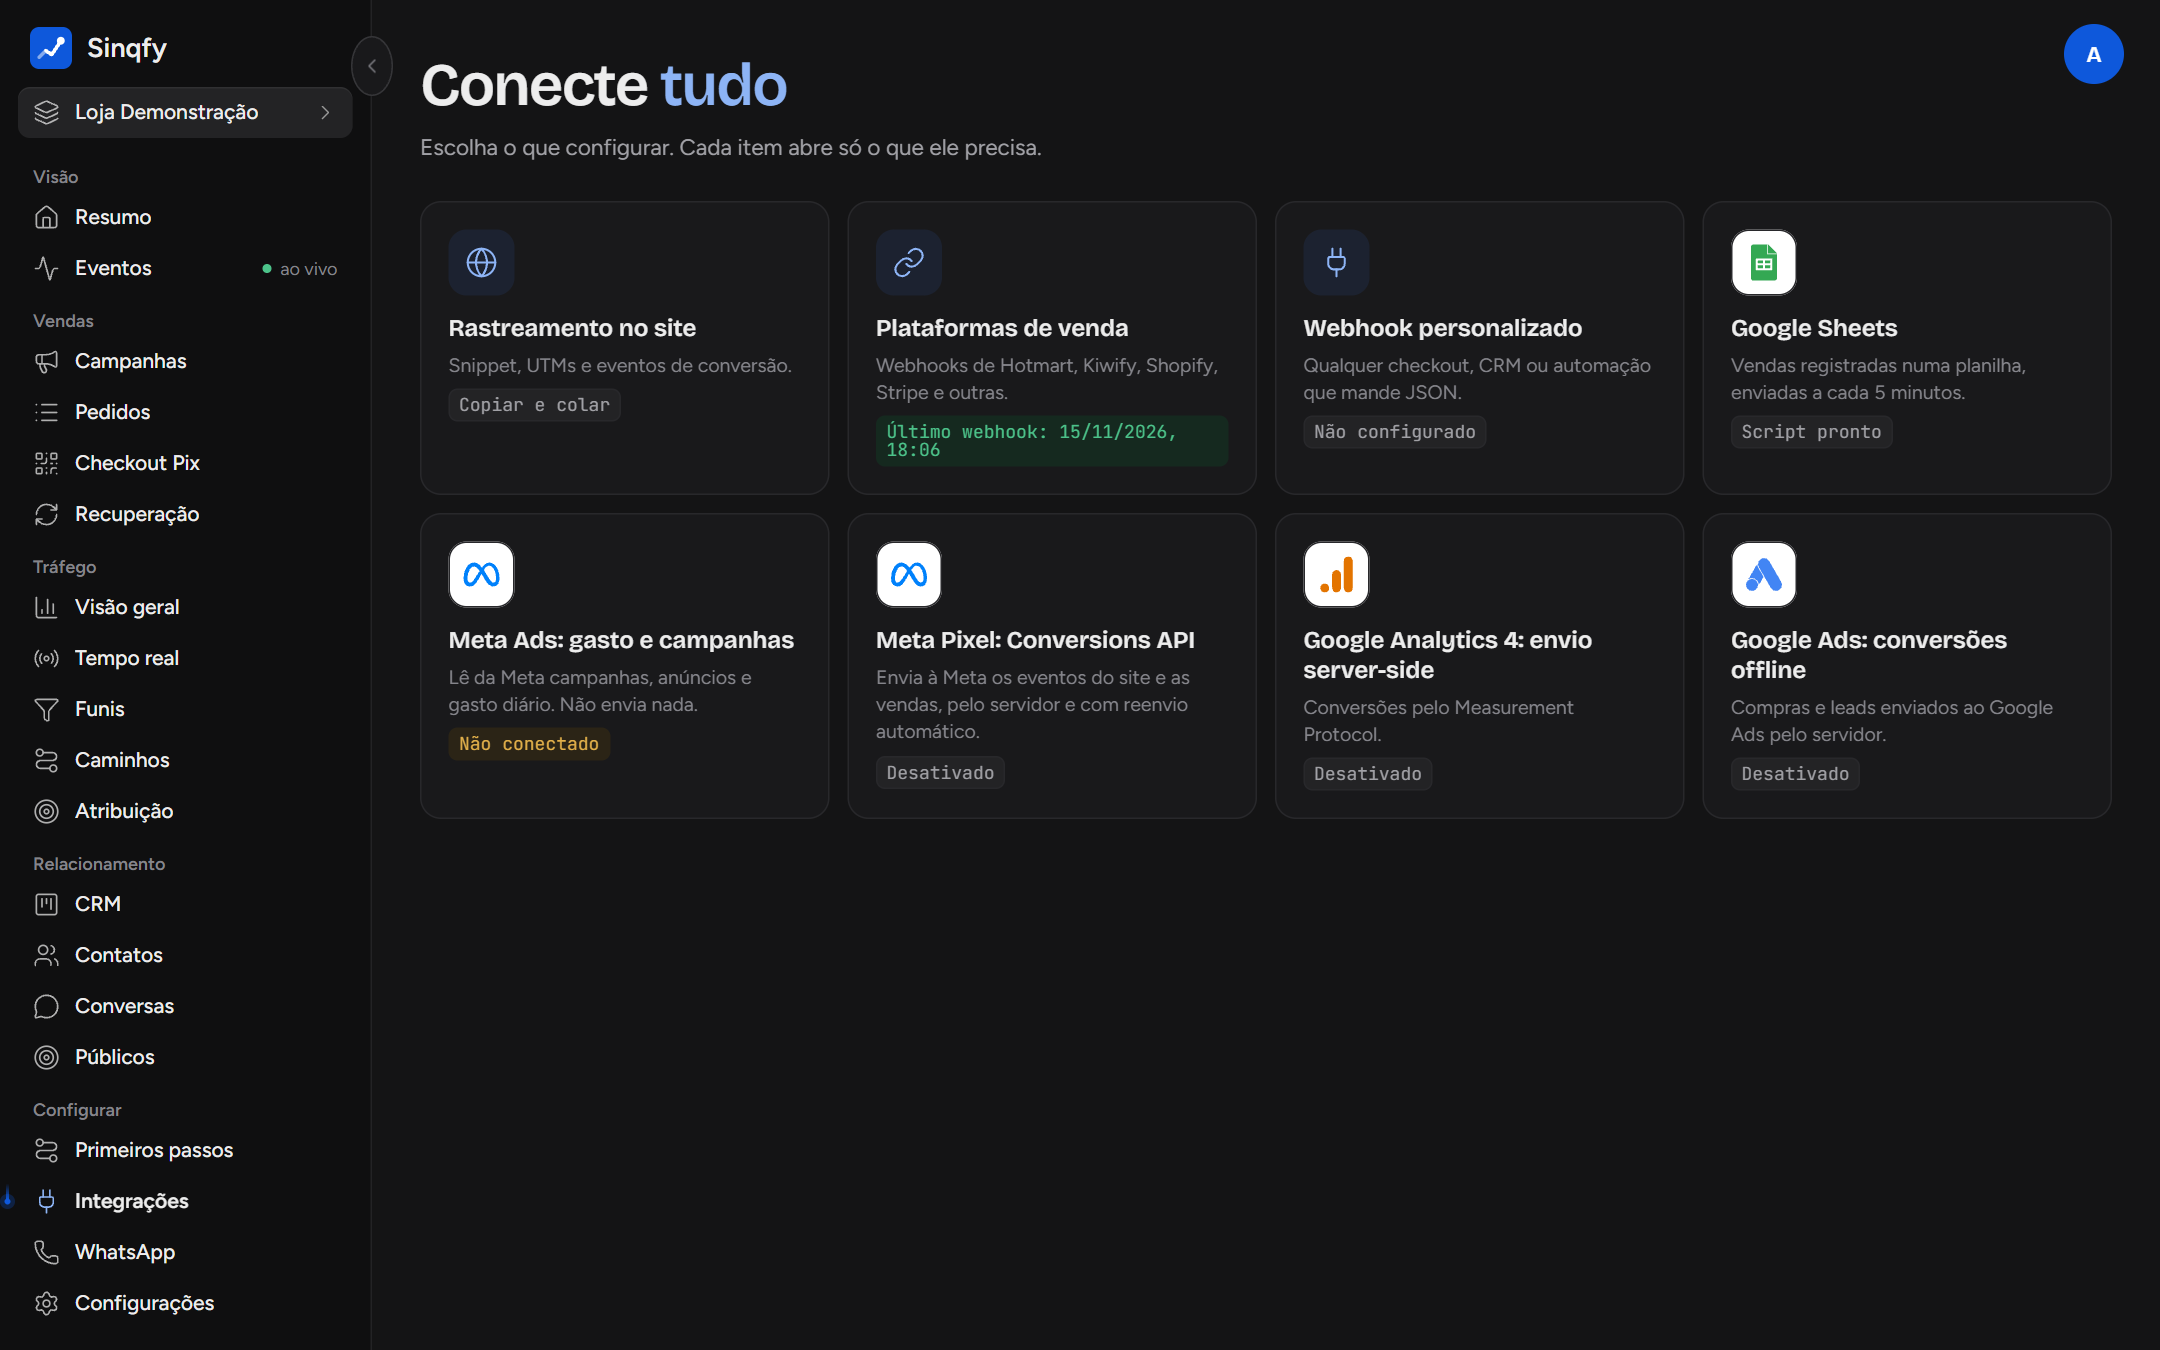 Sinqfy
Loja Demonstração
Visão
Resumo
Eventos
ao vivo
Vendas
Campanhas
Pedidos
Checkout Pix
Recuperação
Tráfego
Visão geral
Tempo real
Funis
Caminhos
Atribuição
Relacionamento
CRM
Contatos
Conversas
Públicos
Configurar
Primeiros passos
Integrações
WhatsApp
Configurações
A
Conecte tudo
Escolha o que configurar. Cada item abre só o que ele precisa.
Rastreamento no site
Snippet, UTMs e eventos de conversão.
Copiar e colar
Plataformas de venda
Webhooks de Hotmart, Kiwify, Shopify,
Stripe e outras.
Último webhook: 15/11/2026,
18:06
Webhook personalizado
Qualquer checkout, CRM ou automação
que mande JSON.
Não configurado
Google Sheets
Vendas registradas numa planilha,
enviadas a cada 5 minutos.
Script pronto
Meta Ads: gasto e campanhas
Lê da Meta campanhas, anúncios e
gasto diário. Não envia nada.
Não conectado
Meta Pixel: Conversions API
Envia à Meta os eventos do site e as
vendas, pelo servidor e com reenvio
automático.
Desativado
Google Analytics 4: envio
server-side
Conversões pelo Measurement
Protocol.
Desativado
Google Ads: conversões
offline
Compras e leads enviados ao Google
Ads pelo servidor.
Desativado